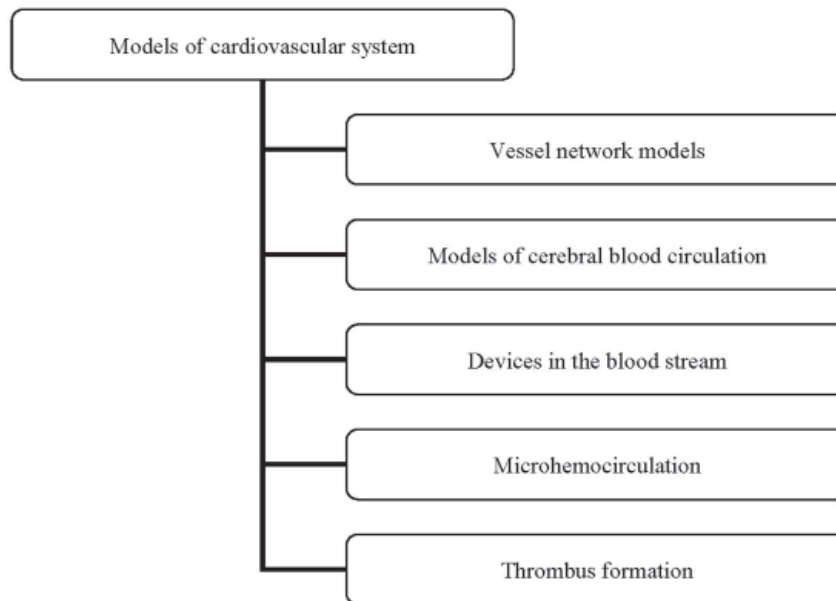 Models of cardiovascular system
Vessel network models
Models of cerebral blood circulation
Devices in the blood stream
Microhemocirculation
Thrombus formation